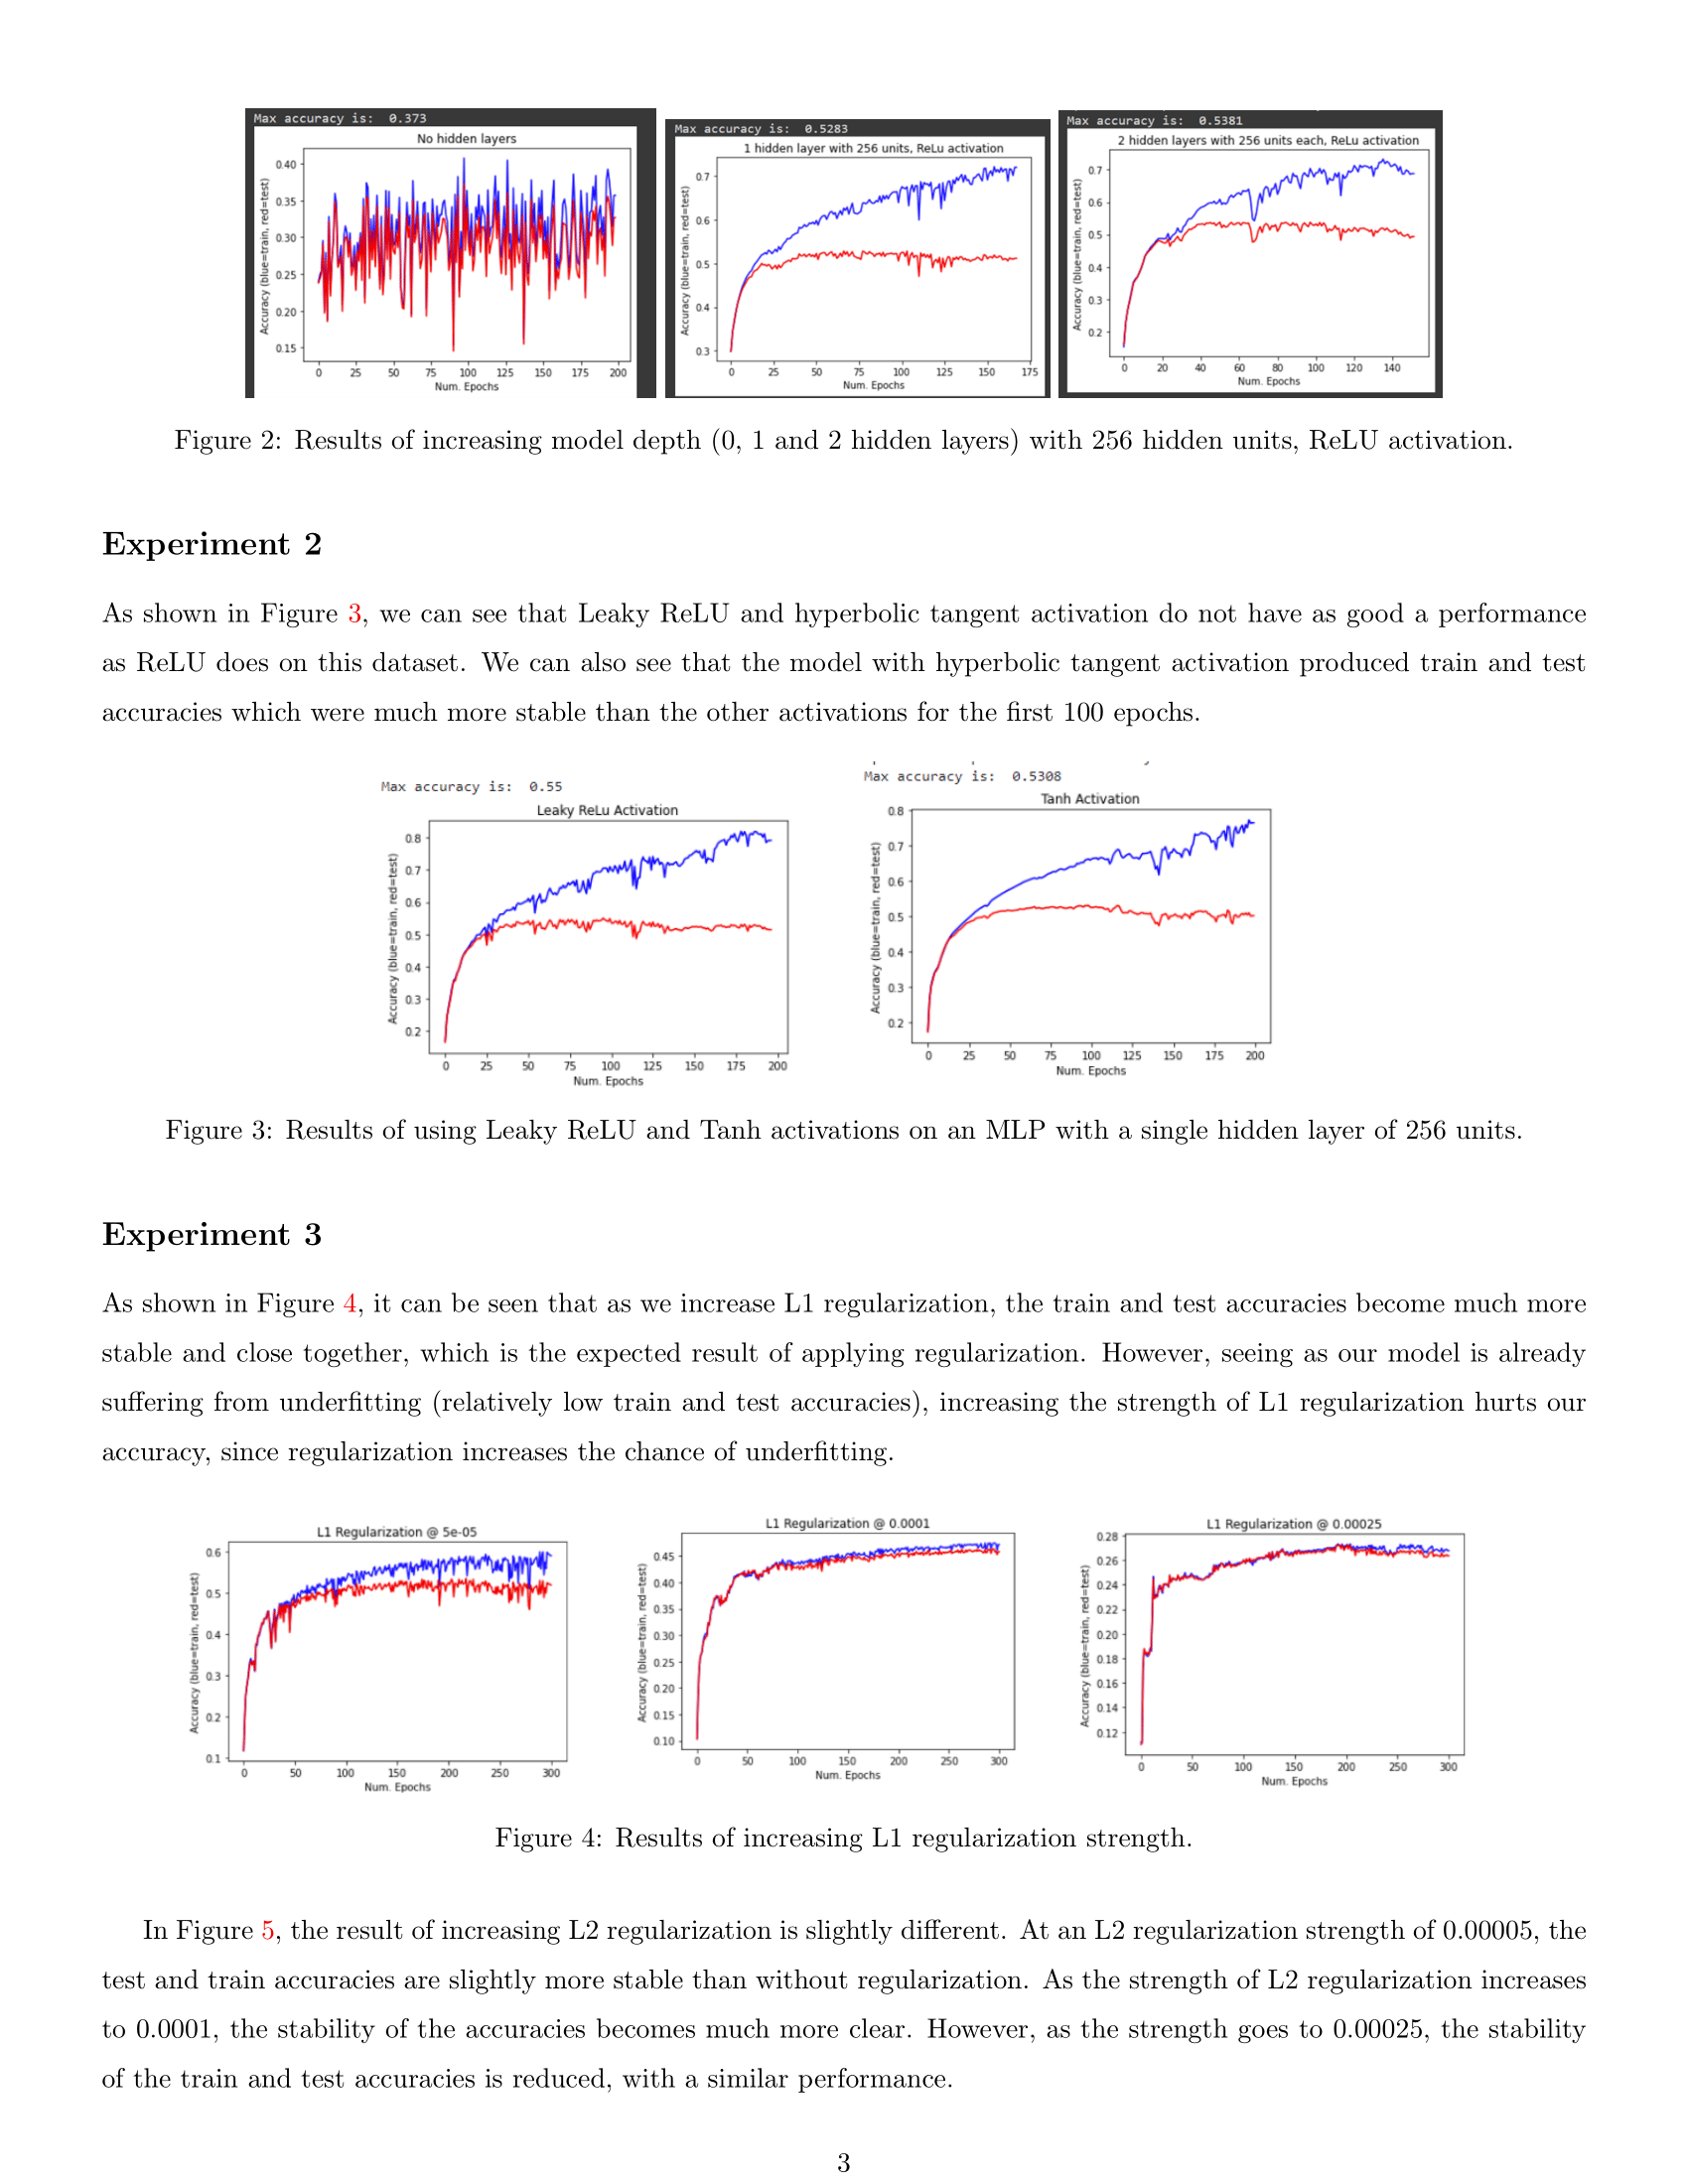 Max accuracy is:  0.373
No hidden layers
Accuracy (blue=train, red=test)
0.40
0.35
0.30
0.25
0.20
0.15
0 25 50 75 100 125 150 175 200
Num. Epochs
Max accuracy is:  0.5283
1 hidden layer with 256 units, ReLu activation
Accuracy (blue=train, red=test)
0.7
0.6
0.5
0.4
0.3
0 25 50 75 100 125 150 175
Num. Epochs
Max accuracy is:  0.5381
2 hidden layers with 256 units each, ReLu activation
Accuracy (blue=train, red=test)
0.7
0.6
0.5
0.4
0.3
0.2
0 20 40 60 80 100 120 140
Num. Epochs
Figure 2: Results of increasing model depth (0, 1 and 2 hidden layers) with 256 hidden units, ReLU activation.
Experiment 2
As shown in Figure 3, we can see that Leaky ReLU and hyperbolic tangent activation do not have as good a performance
as ReLU does on this dataset. We can also see that the model with hyperbolic tangent activation produced train and test
accuracies which were much more stable than the other activations for the first 100 epochs.
Max accuracy is:  0.55
Leaky ReLu Activation
Accuracy (blue=train, red=test)
0.8
0.7
0.6
0.5
0.4
0.3
0.2
0 25 50 75 100 125 150 175 200
Num. Epochs
Max accuracy is:  0.5308
Tanh Activation
Accuracy (blue=train, red=test)
0.8
0.7
0.6
0.5
0.4
0.3
0.2
0 25 50 75 100 125 150 175 200
Num. Epochs
Figure 3: Results of using Leaky ReLU and Tanh activations on an MLP with a single hidden layer of 256 units.
Experiment 3
As shown in Figure 4, it can be seen that as we increase L1 regularization, the train and test accuracies become much more
stable and close together, which is the expected result of applying regularization. However, seeing as our model is already
suffering from underfitting (relatively low train and test accuracies), increasing the strength of L1 regularization hurts our
accuracy, since regularization increases the chance of underfitting.
L1 Regularization @ 5e-05
Accuracy (blue=train, red=test)
0.6
0.5
0.4
0.3
0.2
0.1
0 50 100 150 200 250 300
Num. Epochs
L1 Regularization @ 0.0001
Accuracy (blue=train, red=test)
0.45
0.40
0.35
0.30
0.25
0.20
0.15
0.10
0 50 100 150 200 250 300
Num. Epochs
L1 Regularization @ 0.00025
Accuracy (blue=train, red=test)
0.28
0.26
0.24
0.22
0.20
0.18
0.16
0.14
0.12
0 50 100 150 200 250 300
Num. Epochs
Figure 4: Results of increasing L1 regularization strength.
In Figure 5, the result of increasing L2 regularization is slightly different. At an L2 regularization strength of 0.00005, the
test and train accuracies are slightly more stable than without regularization. As the strength of L2 regularization increases
to 0.0001, the stability of the accuracies becomes much more clear. However, as the strength goes to 0.00025, the stability
of the train and test accuracies is reduced, with a similar performance.
3